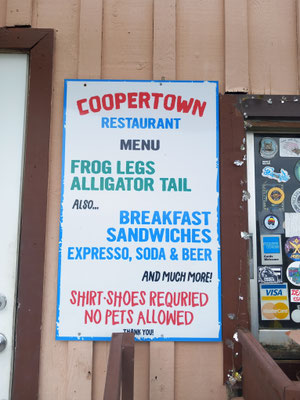 COOPERTOWN
RESTAURANT
MENU
FROG LEGS
ALLIGATOR TAIL
ALSO...
BREAKFAST
SANDWICHES
EXPRESSO, SODA & BEER
AND MUCH MORE!
SHIRT-SHOES REQURIED
NO PETS ALLOWED
THANK YOU!
VISA